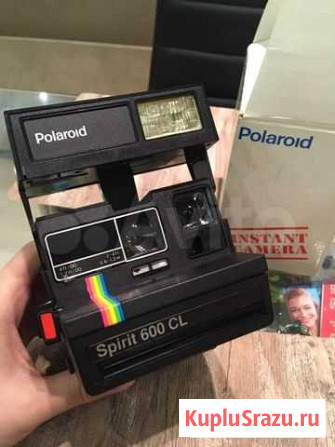 Polaroid
Polaroid
INSTANT
CAMERA
Spirit 600 CL
KupluSrazu.ru